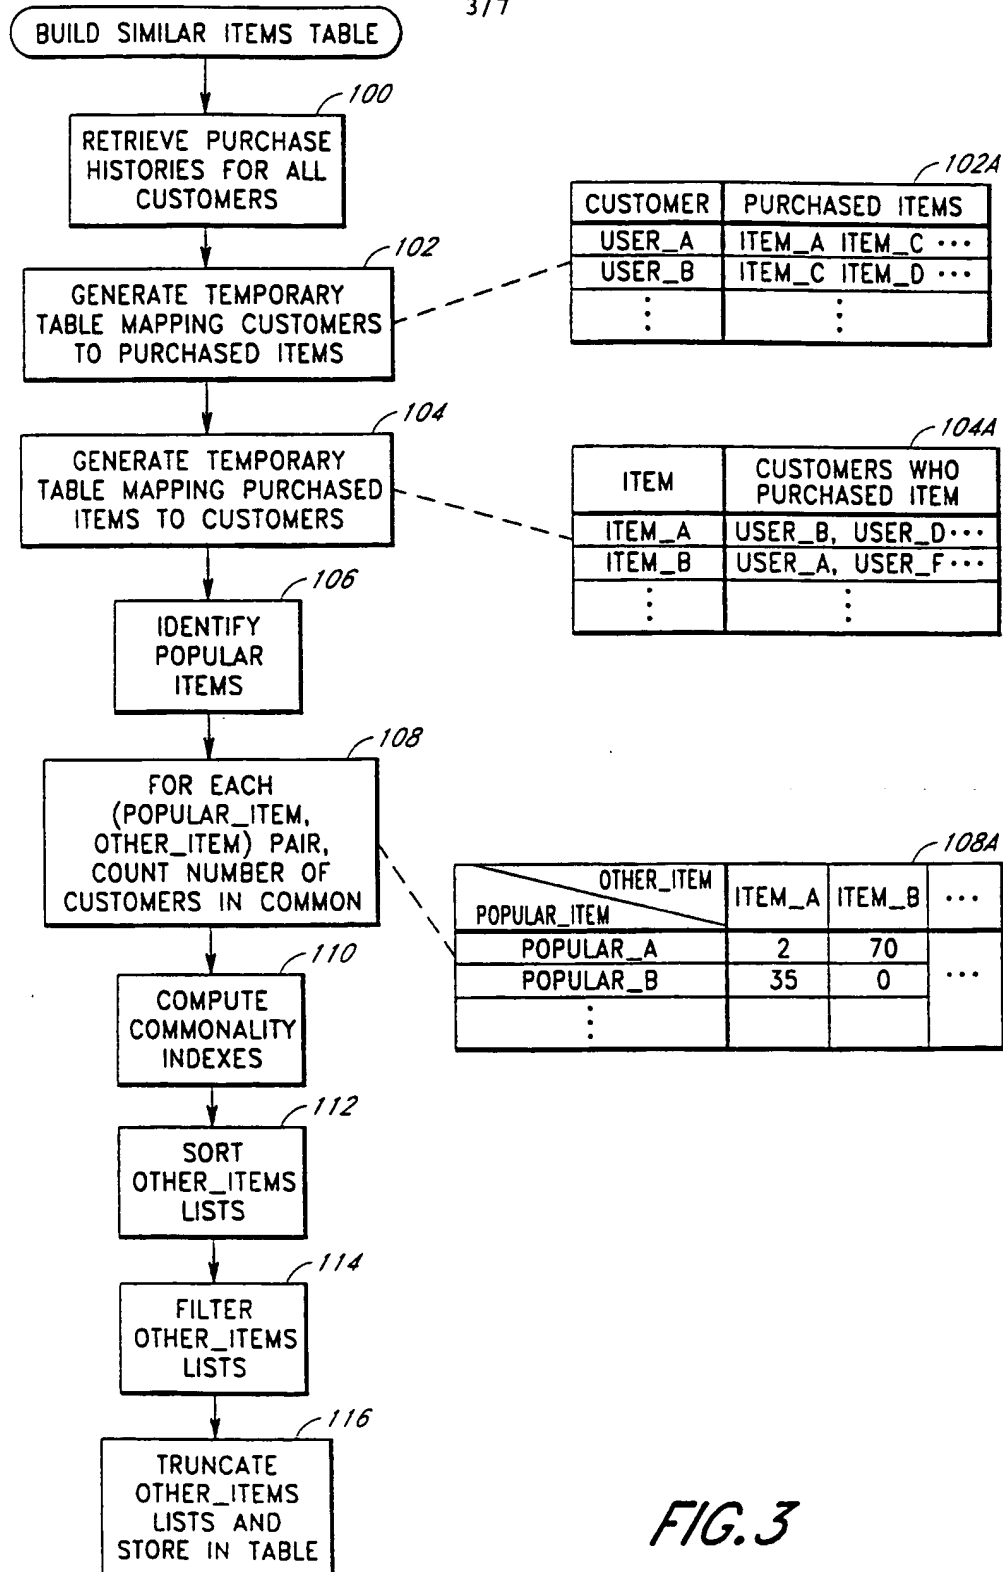 3/7
BUILD SIMILAR ITEMS TABLE
100
RETRIEVE PURCHASE
HISTORIES FOR ALL
CUSTOMERS
102
GENERATE TEMPORARY
TABLE MAPPING CUSTOMERS
TO PURCHASED ITEMS
102A
CUSTOMER PURCHASED ITEMS
USER_A ITEM_A ITEM_C ···
USER_B ITEM_C ITEM_D ···
⋮ ⋮
104
GENERATE TEMPORARY
TABLE MAPPING PURCHASED
ITEMS TO CUSTOMERS
104A
ITEM
CUSTOMERS WHO
PURCHASED ITEM
ITEM_A USER_B, USER_D···
ITEM_B USER_A, USER_F···
⋮ ⋮
106
IDENTIFY
POPULAR
ITEMS
108
FOR EACH
(POPULAR_ITEM,
OTHER_ITEM) PAIR,
COUNT NUMBER OF
CUSTOMERS IN COMMON
108A
OTHER_ITEM
POPULAR_ITEM
ITEM_A ITEM_B ···
POPULAR_A 2 70
POPULAR_B 35 0 ···
⋮
110
COMPUTE
COMMONALITY
INDEXES
112
SORT
OTHER_ITEMS
LISTS
114
FILTER
OTHER_ITEMS
LISTS
116
TRUNCATE
OTHER_ITEMS
LISTS AND
STORE IN TABLE
FIG.3